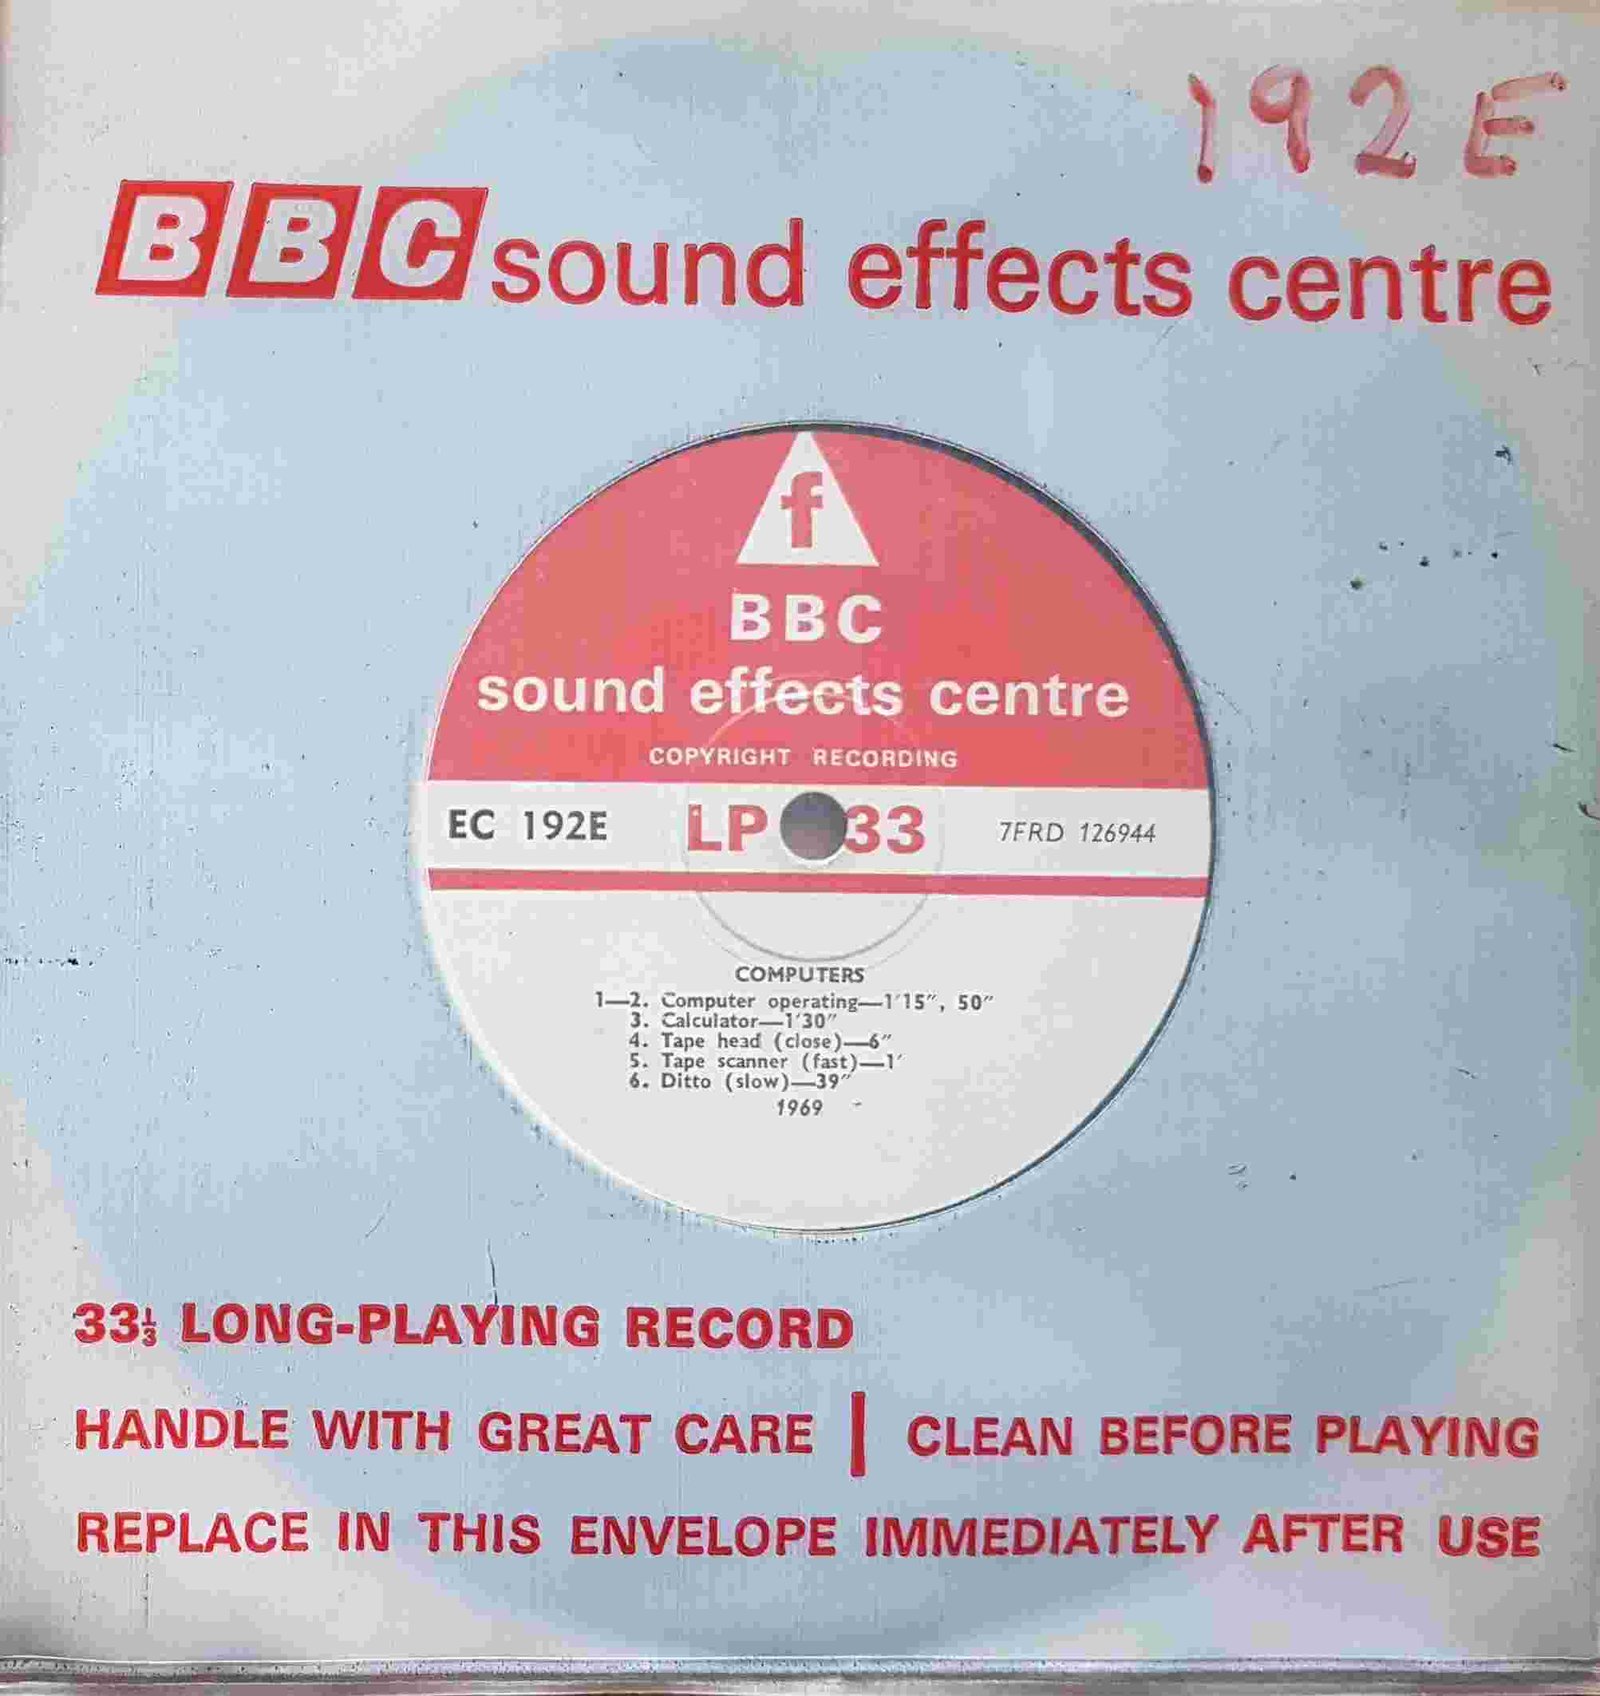 192E
BBC sound effects centre
f
BBC
sound effects centre
COPYRIGHT RECORDING
EC 192E LP 33 7FRD 126944
COMPUTERS
1—2. Computer operating—1'15", 50"
3. Calculator—1'30"
4. Tape head (close)—6"
5. Tape scanner (fast)—1'
6. Ditto (slow)—39"
1969
33⅓ LONG-PLAYING RECORD
HANDLE WITH GREAT CARE | CLEAN BEFORE PLAYING
REPLACE IN THIS ENVELOPE IMMEDIATELY AFTER USE